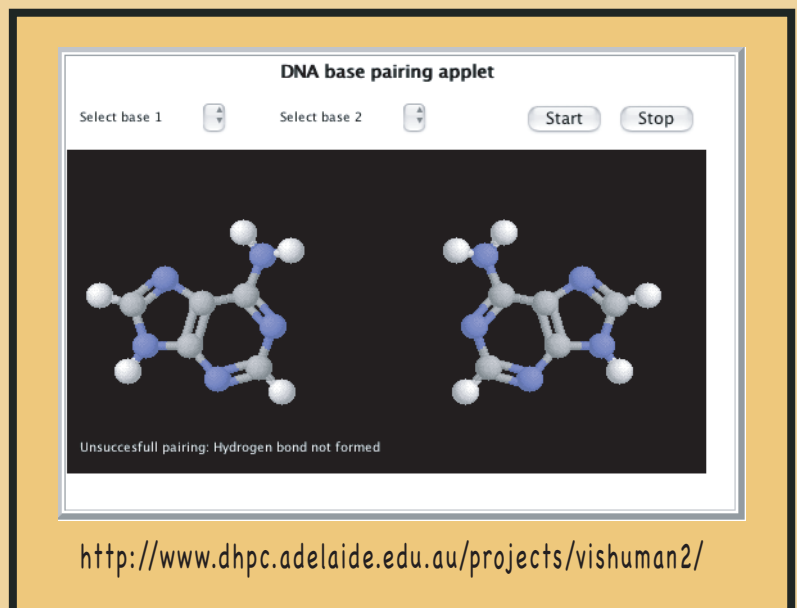 DNA base pairing applet
Select base 1 Select base 2 Start Stop
Unsuccesfull pairing: Hydrogen bond not formed
http://www.dhpc.adelaide.edu.au/projects/vishuman2/